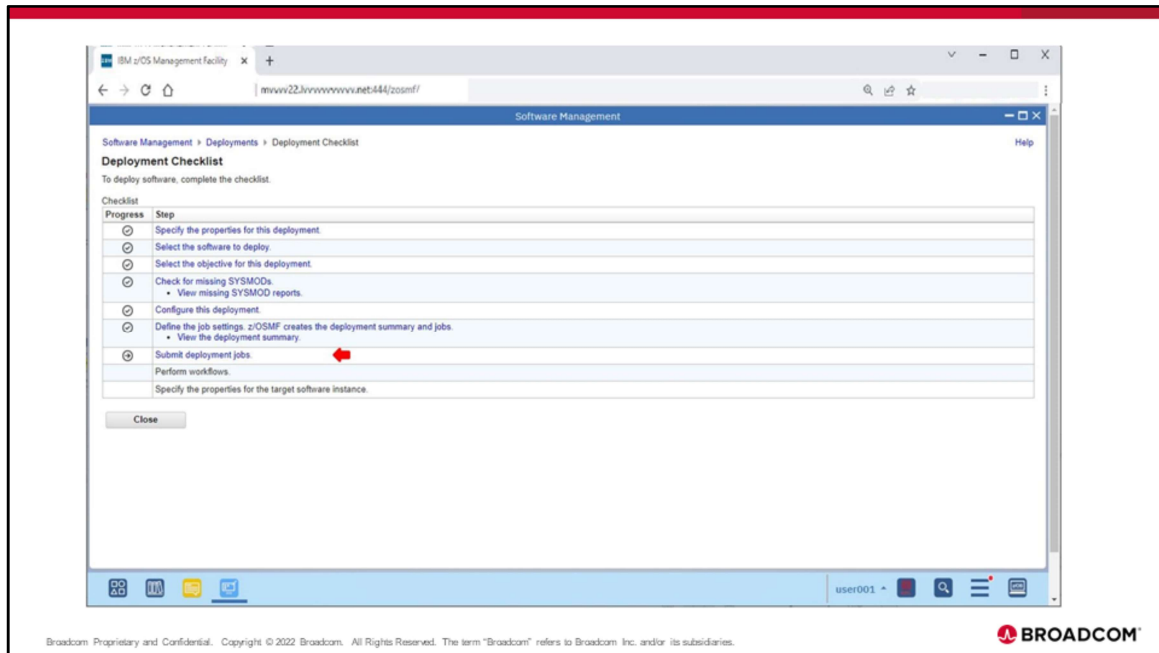 IBM z/OS Management Facility
mvvvv22.lvvvvvvvvvv.net:444/zosmf/
Software Management
Software Management > Deployments > Deployment Checklist
Help
Deployment Checklist
To deploy software, complete the checklist.
Checklist
Progress Step
Specify the properties for this deployment.
Select the software to deploy.
Select the objective for this deployment.
Check for missing SYSMODs.
• View missing SYSMOD reports.
Configure this deployment.
Define the job settings. z/OSMF creates the deployment summary and jobs.
• View the deployment summary.
Submit deployment jobs.
Perform workflows.
Specify the properties for the target software instance.
Close
user001
Broadcom Proprietary and Confidential. Copyright © 2022 Broadcom. All Rights Reserved. The term “Broadcom” refers to Broadcom Inc. and/or its subsidiaries.
BROADCOM